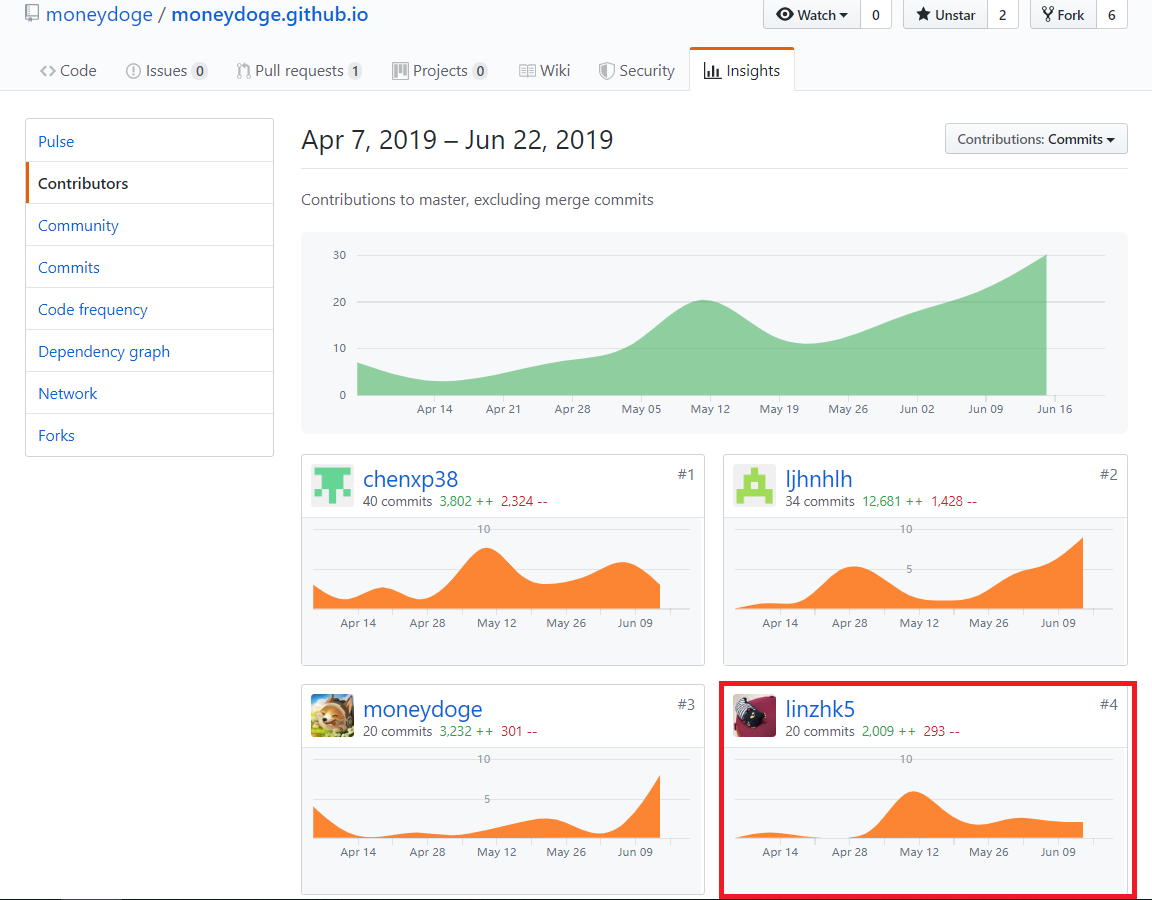 moneydoge / moneydoge.github.io
Watch 0 Unstar 2 Fork 6
Code Issues 0 Pull requests 1 Projects 0 Wiki Security Insights
Pulse
Contributors
Community
Commits
Code frequency
Dependency graph
Network
Forks
Apr 7, 2019 – Jun 22, 2019
Contributions: Commits
Contributions to master, excluding merge commits
30
20
10
0
Apr 14 Apr 21 Apr 28 May 05 May 12 May 19 May 26 Jun 02 Jun 09 Jun 16
chenxp38 #1
40 commits 3,802 ++ 2,324 --
10
Apr 14 Apr 28 May 12 May 26 Jun 09
ljhnhlh #2
34 commits 12,681 ++ 1,428 --
10
5
Apr 14 Apr 28 May 12 May 26 Jun 09
moneydoge #3
20 commits 3,232 ++ 301 --
10
5
Apr 14 Apr 28 May 12 May 26 Jun 09
linzhk5 #4
20 commits 2,009 ++ 293 --
10
Apr 14 Apr 28 May 12 May 26 Jun 09